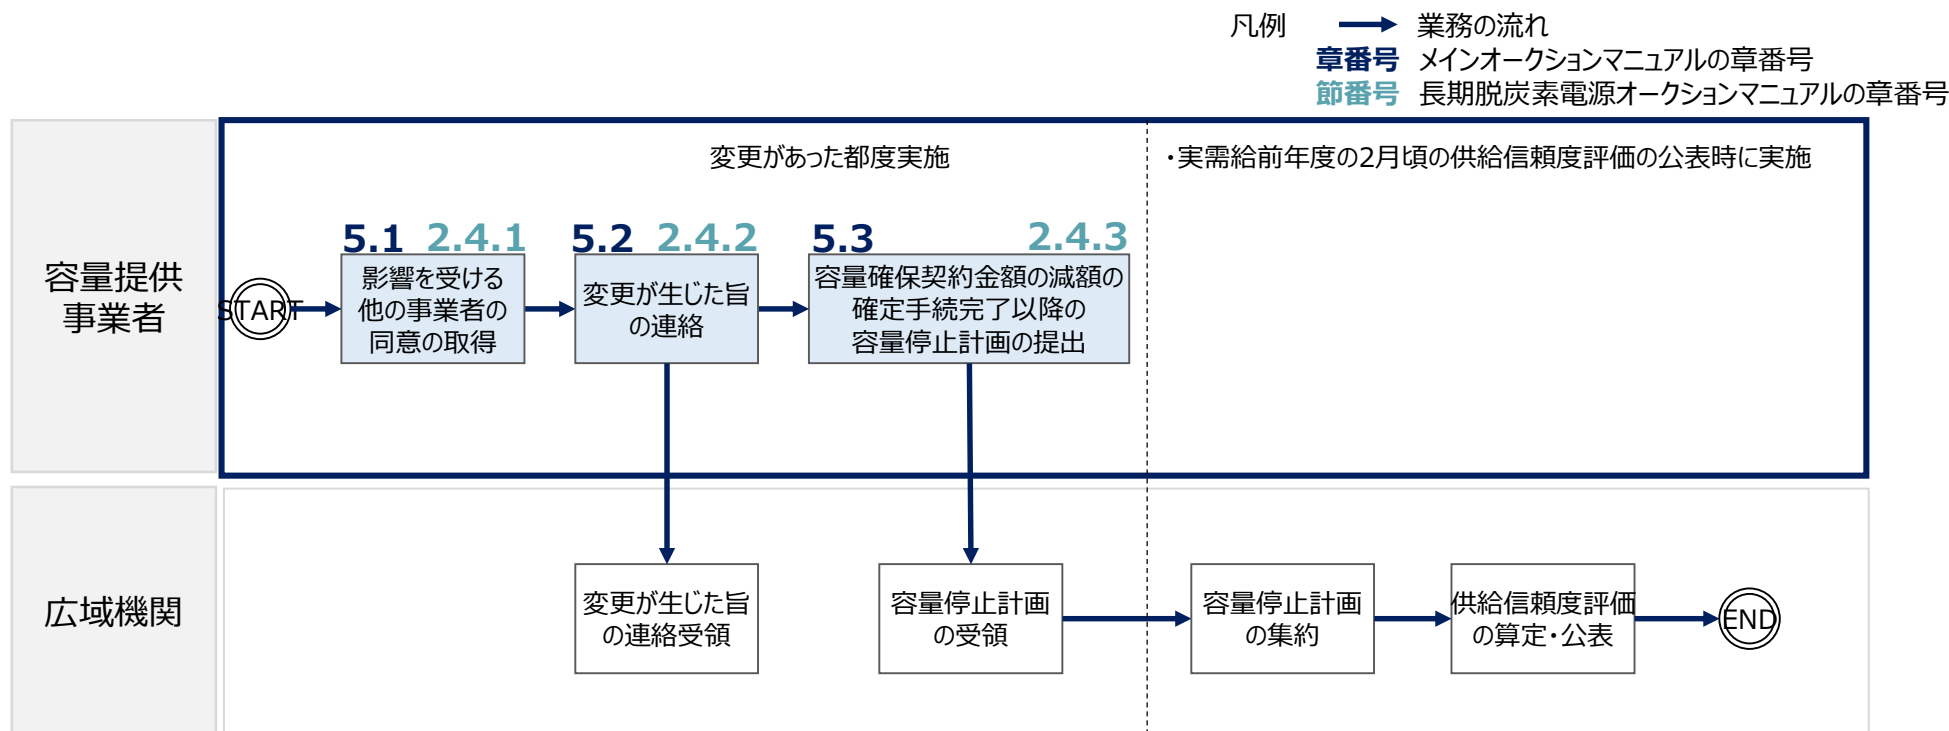 凡例 業務の流れ
章番号 メインオークションマニュアルの章番号
節番号 長期脱炭素電源オークションマニュアルの章番号
変更があった都度実施
・実需給前年度の2月頃の供給信頼度評価の公表時に実施
容量提供
事業者
START
5.1 2.4.1
影響を受ける
他の事業者の
同意の取得
5.2 2.4.2
変更が生じた旨
の連絡
5.3 2.4.3
容量確保契約金額の減額の
確定手続完了以降の
容量停止計画の提出
広域機関
変更が生じた旨
の連絡受領
容量停止計画
の受領
容量停止計画
の集約
供給信頼度評価
の算定・公表
END